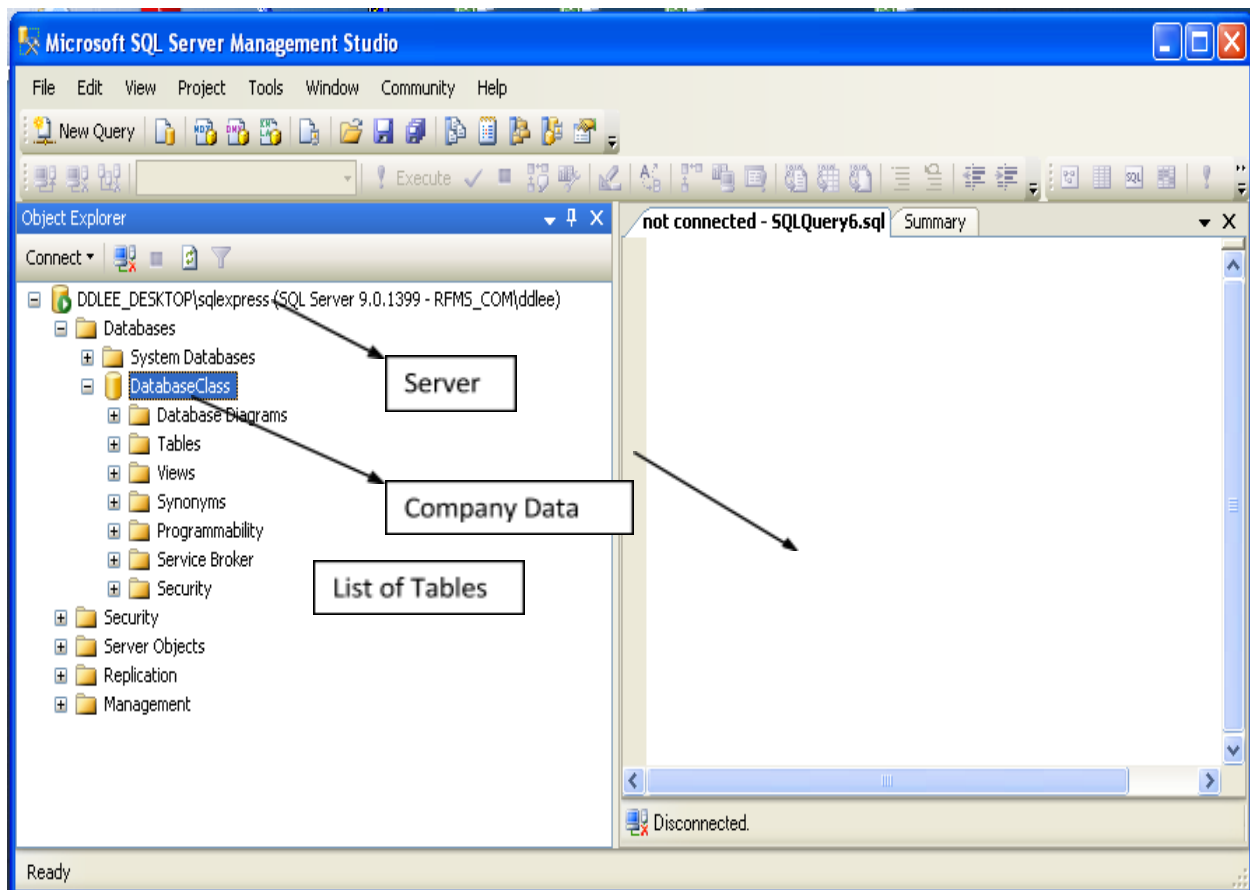 Microsoft SQL Server Management Studio
File Edit View Project Tools Window Community Help
New Query
Execute
Object Explorer
not connected - SQLQuery6.sql Summary
Connect
DDLEE_DESKTOP\sqlexpress (SQL Server 9.0.1399 - RFMS_COM\ddlee)
Databases
System Databases
DatabaseClass
Server
Database Diagrams
Tables
Views
Synonyms
Company Data
Programmability
Service Broker
Security
List of Tables
Security
Server Objects
Replication
Management
Disconnected.
Ready